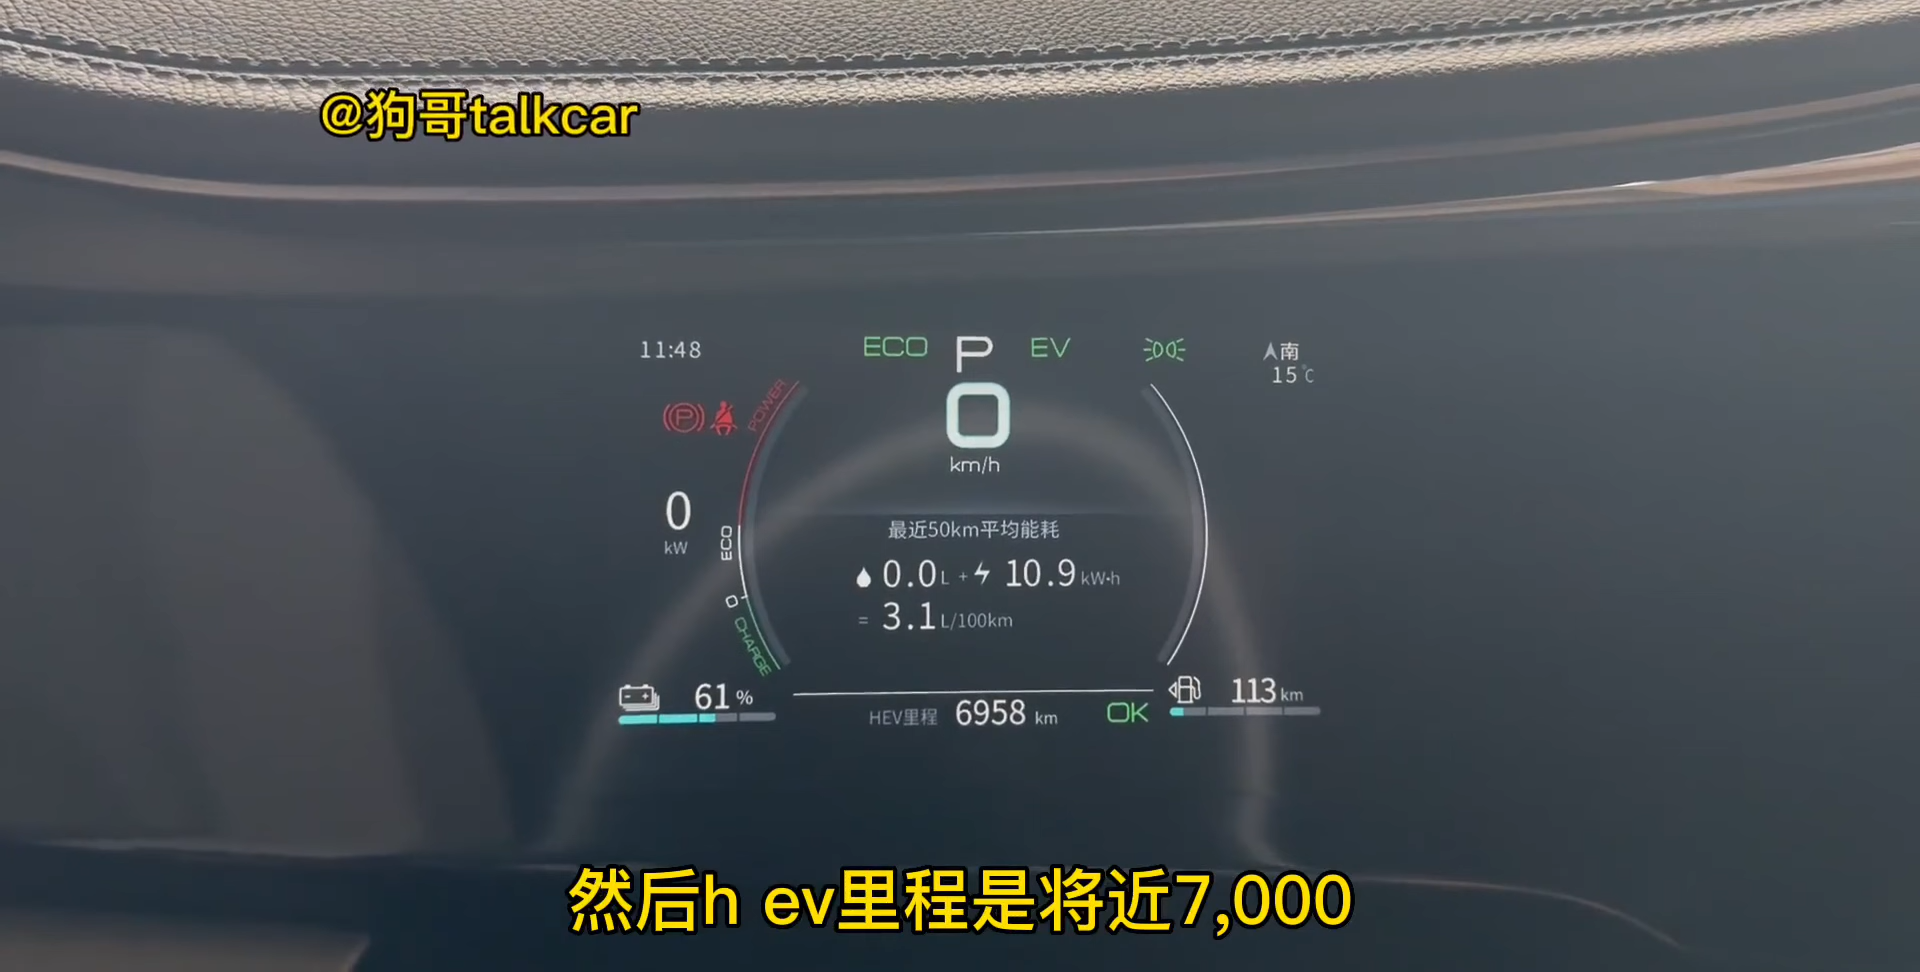 @狗哥talkcar
11:48
ECO
P
EV
南
15°C
POWER
0
km/h
0
kW
ECO
0
CHARGE
最近50km平均能耗
0.0L + 10.9kW·h
= 3.1L/100km
61%
HEV里程 6958 km
OK
113km
然后h ev里程是将近7,000